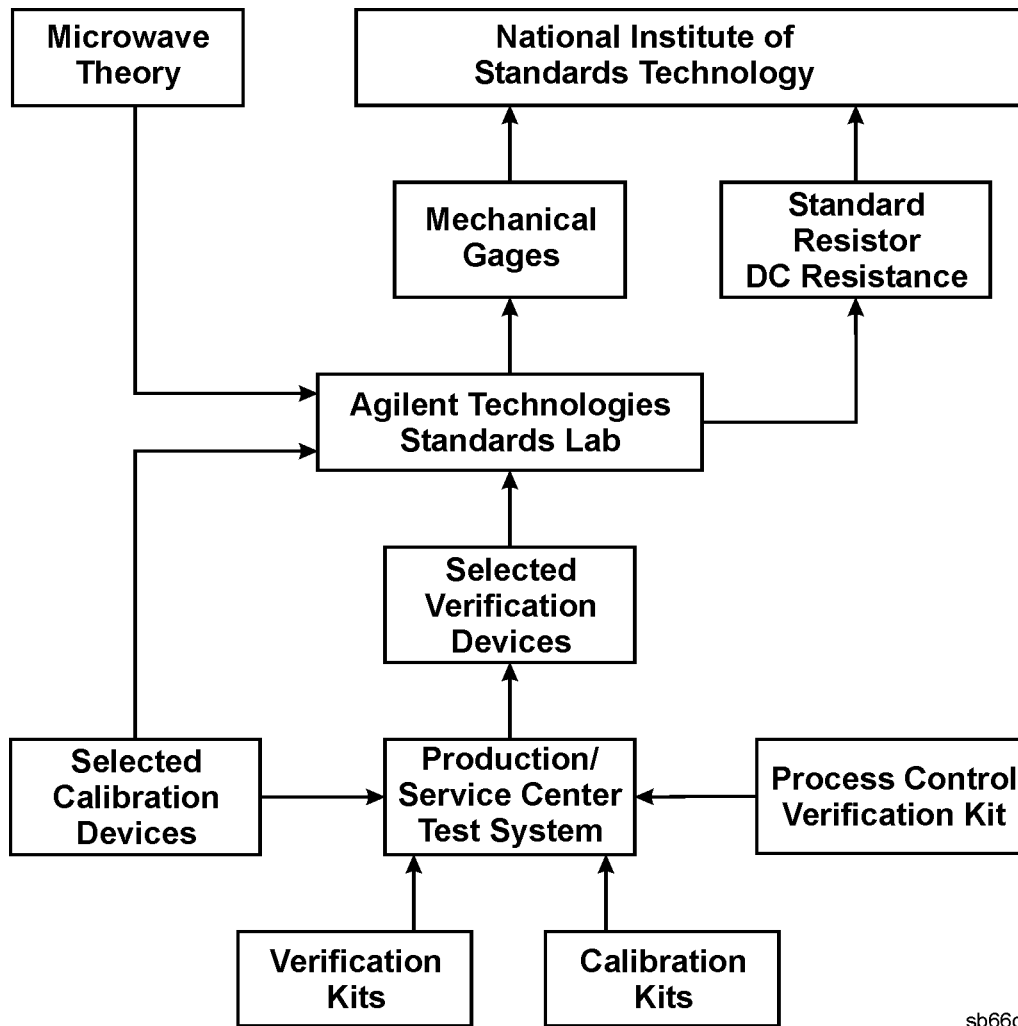 Microwave
Theory
National Institute of
Standards Technology
Mechanical
Gages
Standard
Resistor
DC Resistance
Agilent Technologies
Standards Lab
Selected
Verification
Devices
Selected
Calibration
Devices
Production/
Service Center
Test System
Process Control
Verification Kit
Verification
Kits
Calibration
Kits